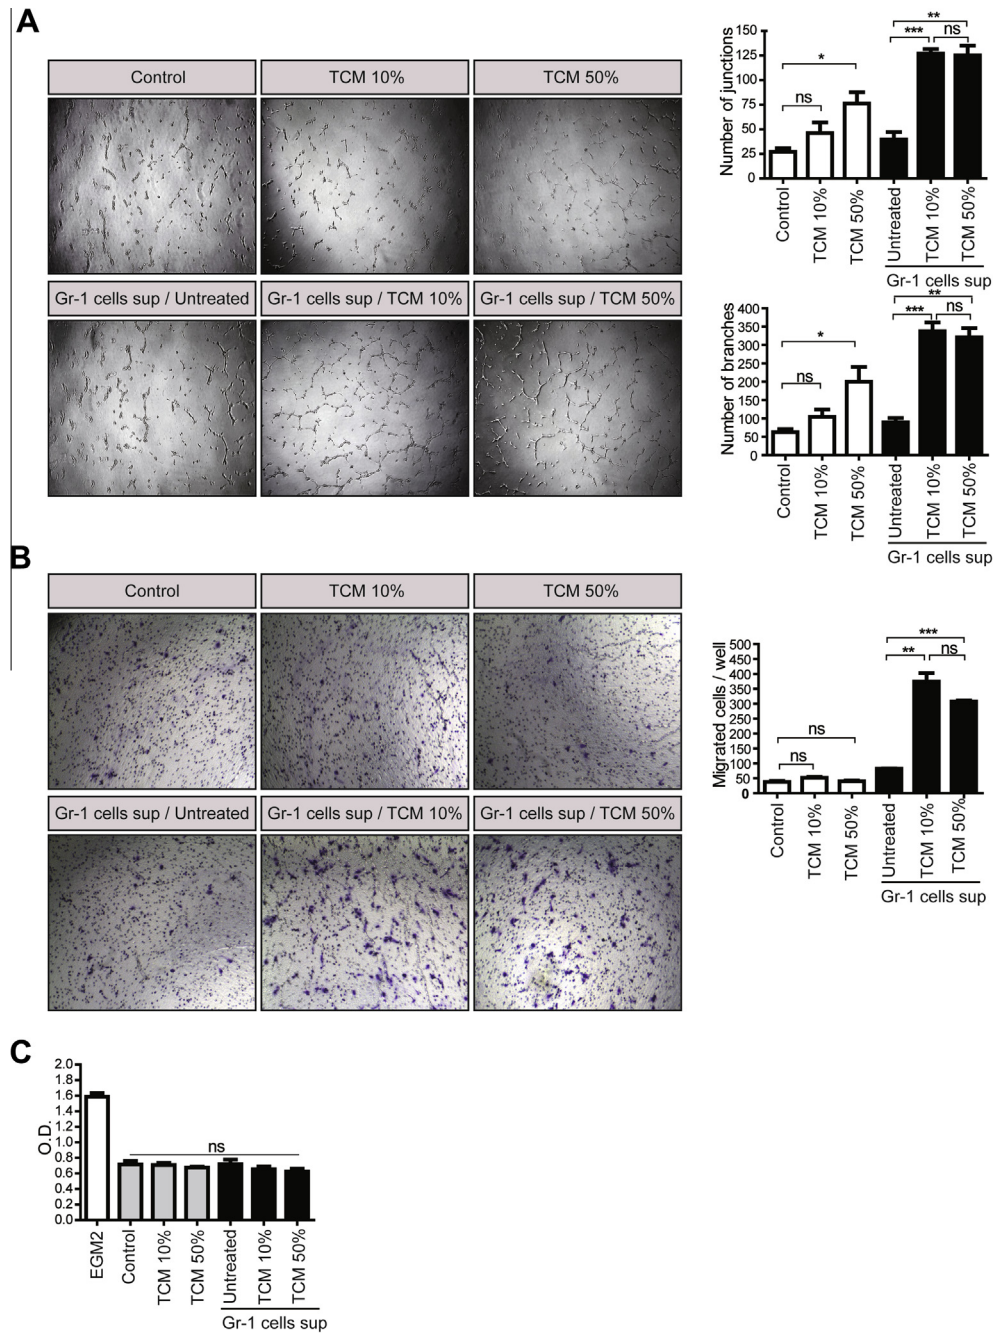 A
Control
TCM 10%
TCM 50%
Gr-1 cells sup / Untreated
Gr-1 cells sup / TCM 10%
Gr-1 cells sup / TCM 50%
Number of junctions
150
125
100
75
50
25
0
ns
*
***
**
ns
Control
TCM 10%
TCM 50%
Untreated
TCM 10%
TCM 50%
Gr-1 cells sup
Number of branches
400
350
300
250
200
150
100
50
0
ns
*
***
**
ns
Control
TCM 10%
TCM 50%
Untreated
TCM 10%
TCM 50%
Gr-1 cells sup
B
Control
TCM 10%
TCM 50%
Gr-1 cells sup / Untreated
Gr-1 cells sup / TCM 10%
Gr-1 cells sup / TCM 50%
Migrated cells / well
500
450
400
350
300
250
200
150
100
50
0
ns
ns
**
***
ns
Control
TCM 10%
TCM 50%
Untreated
TCM 10%
TCM 50%
Gr-1 cells sup
C
O.D.
2.0
1.8
1.6
1.4
1.2
1.0
0.8
0.6
0.4
0.2
0.0
ns
EGM2
Control
TCM 10%
TCM 50%
Untreated
TCM 10%
TCM 50%
Gr-1 cells sup